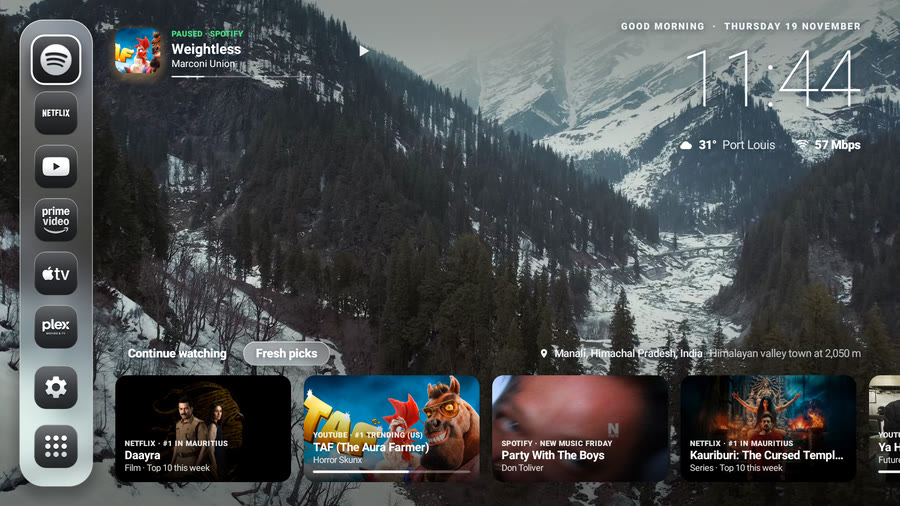 GOOD MORNING · THURSDAY 19 NOVEMBER
PAUSED · SPOTIFY
Weightless
Marconi Union
11:44
31° Port Louis
57 Mbps
NETFLIX
prime
video
tv
plex
Continue watching
Fresh picks
Manali, Himachal Pradesh, India Himalayan valley town at 2,050 m
NETFLIX · #1 IN MAURITIUS
Daayra
Film · Top 10 this week
TAF
YOUTUBE · #1 TRENDING (US)
TAF (The Aura Farmer)
Horror Skunx
N
SPOTIFY · NEW MUSIC FRIDAY
Party With The Boys
Don Toliver
NETFLIX · #1 IN MAURITIUS
Kauriburi: The Cursed Templ...
Series · Top 10 this week